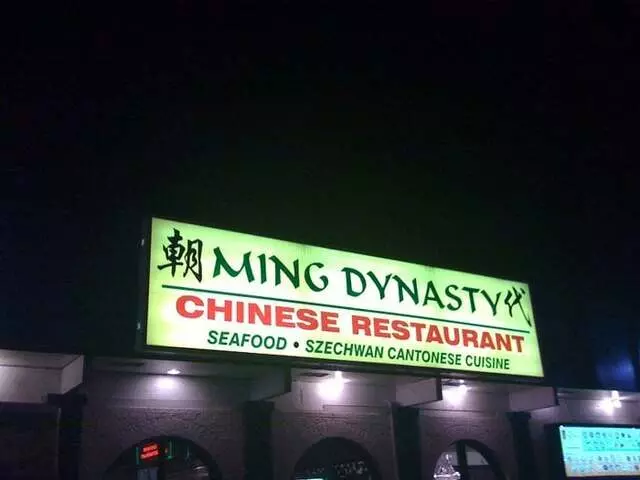 朝 MING DYNASTY 代
CHINESE RESTAURANT
SEAFOOD • SZECHWAN CANTONESE CUISINE